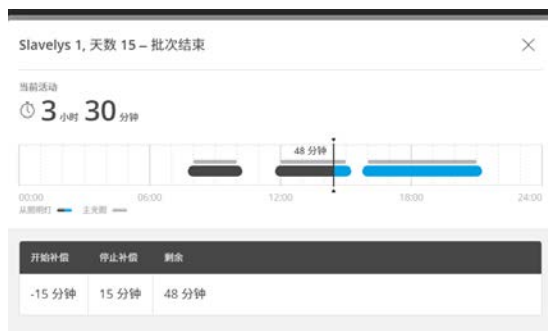 Slavelys 1, 天数 15 – 批次结束
当前活动
3 小时 30 分钟
48 分钟
00:00 06:00 12:00 18:00 24:00
从照明灯 主光照
开始补偿 停止补偿 剩余
-15 分钟 15 分钟 48 分钟